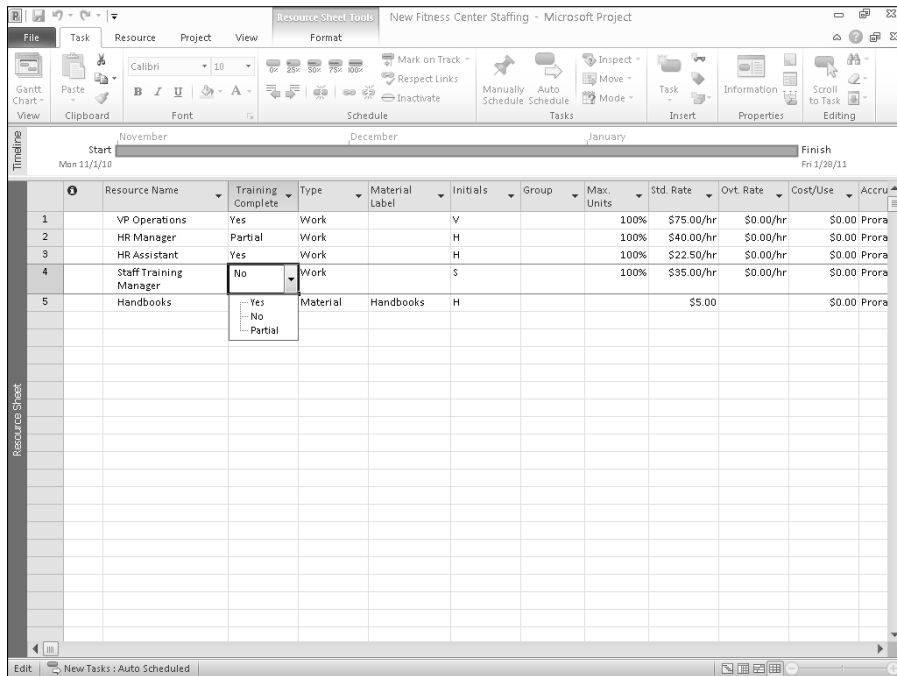 Resource Sheet Tools New Fitness Center Staffing - Microsoft Project
File Task Resource Project View Format
Gantt Chart
Paste
Calibri 10
B I U A
0% 25% 50% 75% 100%
Mark on Track
Respect Links
Inactivate
Manually Schedule
Auto Schedule
Inspect
Move
Mode
Task
Information
Scroll to Task
View Clipboard Font Schedule Tasks Insert Properties Editing
Timeline
November December January
Start
Mon 11/1/10
Finish
Fri 1/28/11
Resource Name Training Complete Type Material Label Initials Group Max. Units Std. Rate Ovt. Rate Cost/Use Accru
1 VP Operations Yes Work V 100% $75.00/hr $0.00/hr $0.00 Prora
2 HR Manager Partial Work H 100% $40.00/hr $0.00/hr $0.00 Prora
3 HR Assistant Yes Work H 100% $22.50/hr $0.00/hr $0.00 Prora
4 Staff Training Manager No Work S 100% $35.00/hr $0.00/hr $0.00 Prora
5 Handbooks Material Handbooks H $5.00 $0.00 Prora
Yes
No
Partial
Resource Sheet
Edit New Tasks : Auto Scheduled